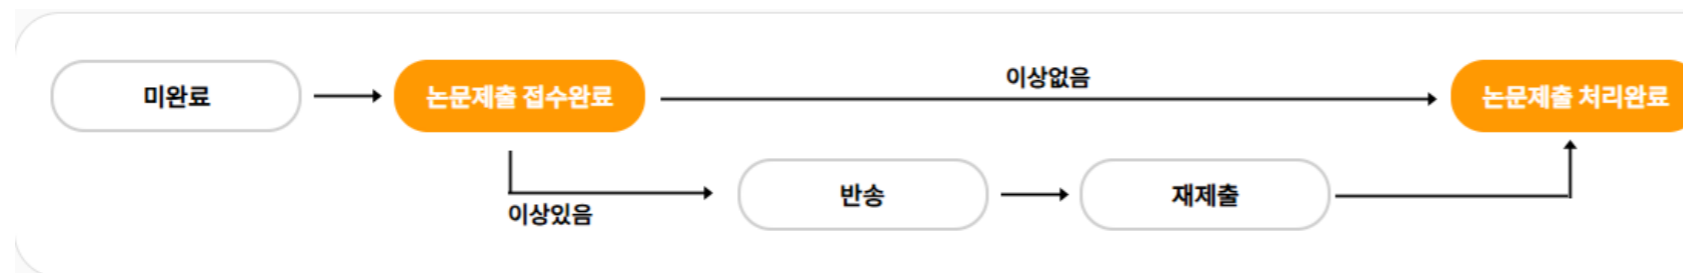 미완료
논문제출 접수완료
이상없음
논문제출 처리완료
이상있음
반송
재제출